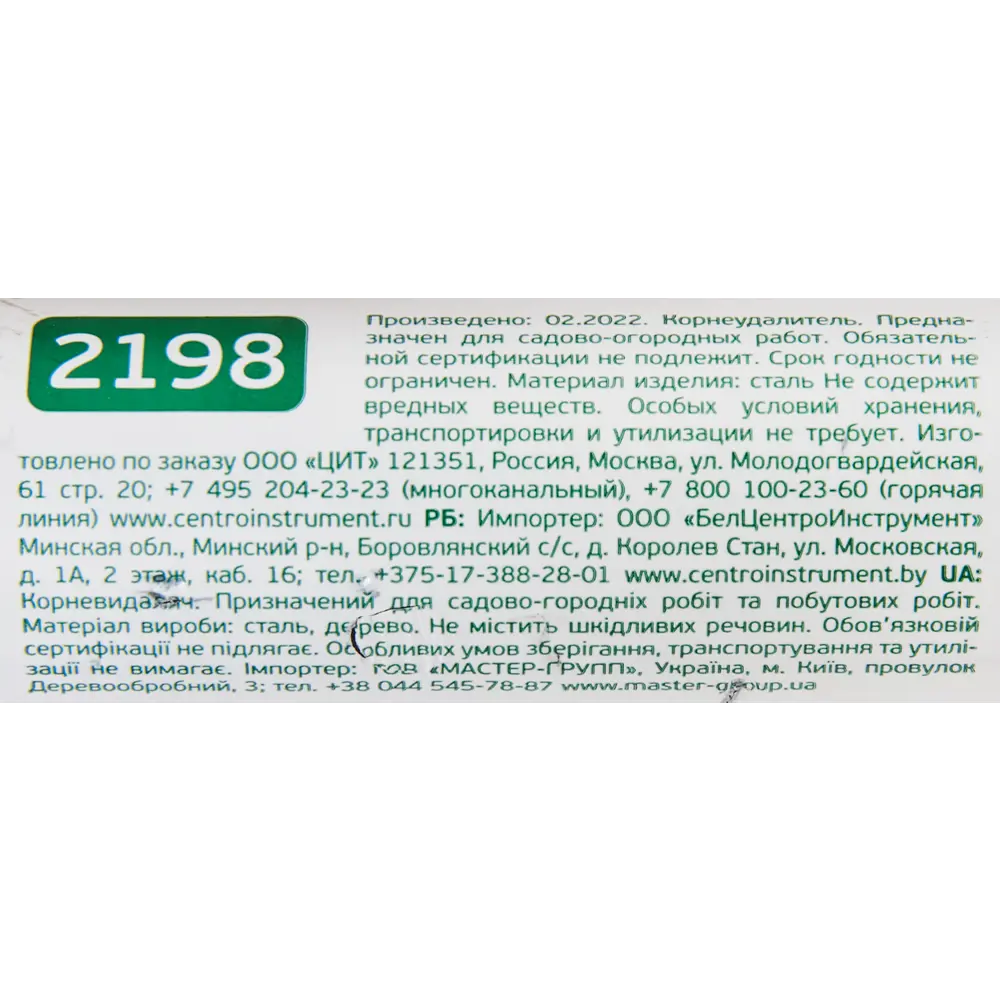 2198
Произведено: 02.2022. Корнеудалитель. Предна-
значен для садово-огородных работ. Обязатель-
ной сертификации не подлежит. Срок годности не
ограничен. Материал изделия: сталь Не содержит
вредных веществ. Особых условий хранения,
транспортировки и утилизации не требует. Изго-
товлено по заказу ООО «ЦИТ» 121351, Россия, Москва, ул. Молодогвардейская,
61 стр. 20; +7 495 204-23-23 (многоканальный), +7 800 100-23-60 (горячая
линия) www.centroinstrument.ru РБ: Импортер: ООО «БелЦентроИнструмент»
Минская обл., Минский р-н, Боровлянский с/с, д. Королев Стан, ул. Московская,
д. 1А, 2 этаж, каб. 16; тел. +375-17-388-28-01 www.centroinstrument.by UA:
Корневидаляч. Призначений для садово-городніх робіт та побутових робіт.
Матеріал вироби: сталь, дерево. Не містить шкідливих речовин. Обов'язковій
сертифікації не підлягає. Особливих умов зберігання, транспортування та утилі-
зації не вимагає. Імпортер: ТОВ «МАСТЕР-ГРУПП», Україна, м. Київ, провулок
Деревообробний, 3; тел. +38 044 545-78-87 www.master-group.ua